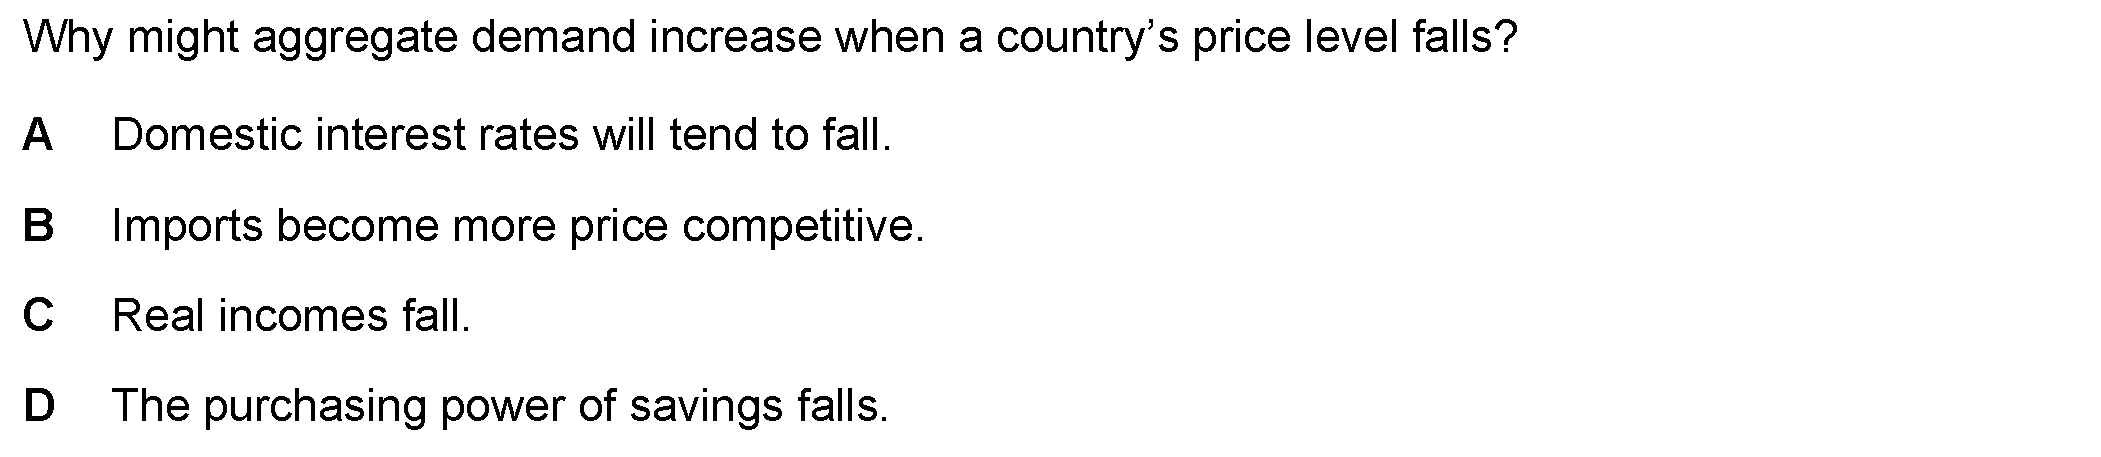 Why might aggregate demand increase when a country’s price level falls?
A Domestic interest rates will tend to fall.
B Imports become more price competitive.
C Real incomes fall.
D The purchasing power of savings falls.